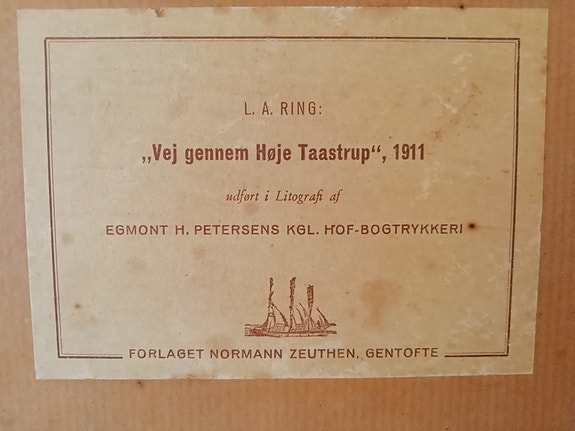 L. A. RING:
„Vej gennem Høje Taastrup“, 1911
udført i Litografi af
EGMONT H. PETERSENS KGL. HOF-BOGTRYKKERI
FORLAGET NORMANN ZEUTHEN, GENTOFTE